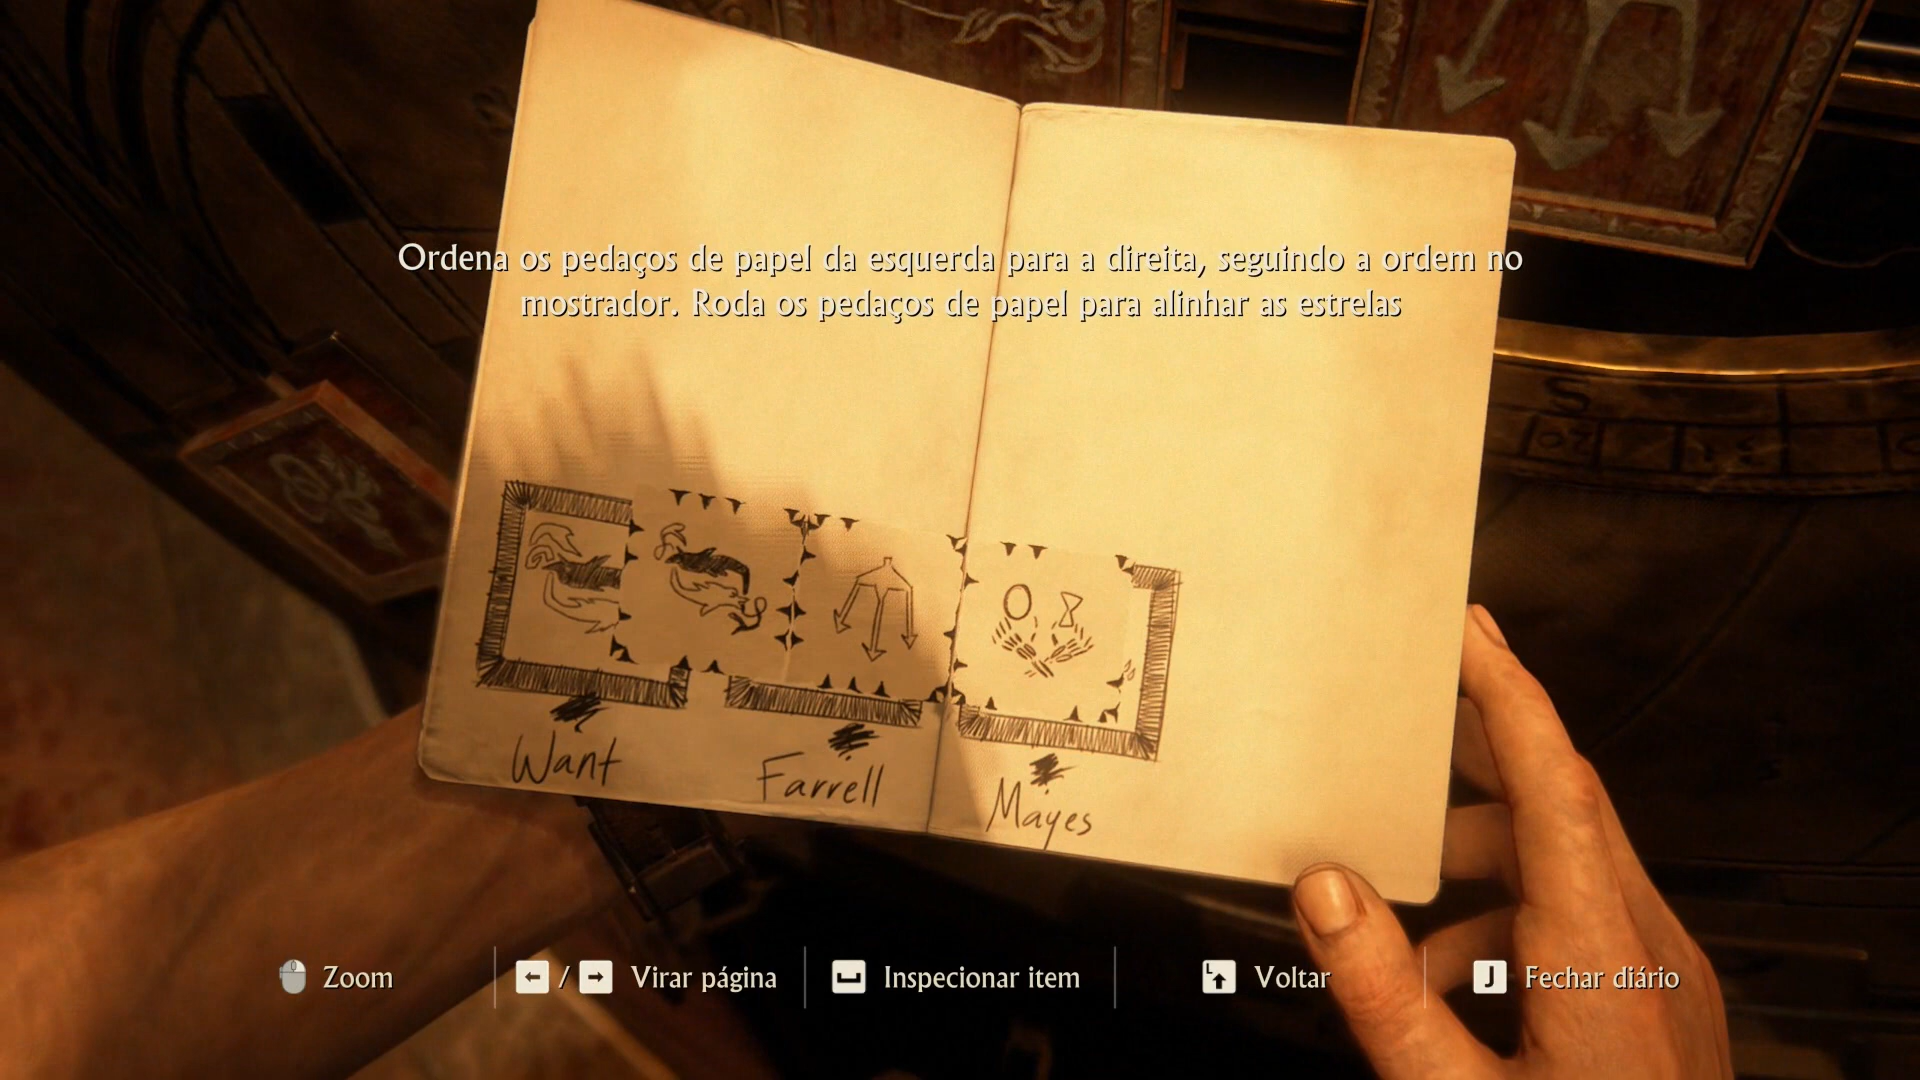 Ordena os pedaços de papel da esquerda para a direita, seguindo a ordem no
mostrador. Roda os pedaços de papel para alinhar as estrelas
S
07
Want
Farrell
Mayes
Zoom
← / → Virar página
Inspecionar item
L Voltar
J Fechar diário